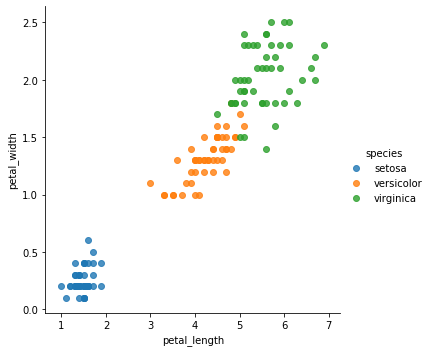 2.5
2.0
1.5
1.0
0.5
0.0
petal_width
1
2
3
4
5
6
7
petal_length
species
setosa
versicolor
virginica